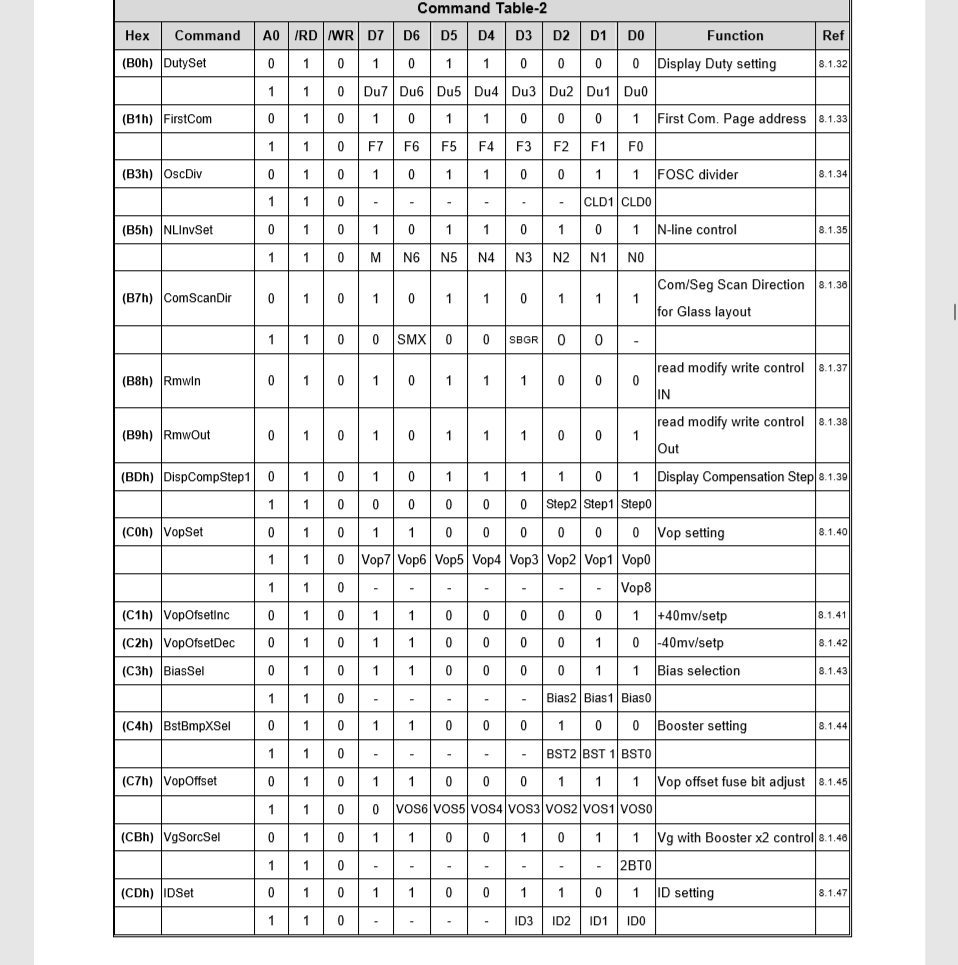 Command Table-2
Hex Command A0 /RD /WR D7 D6 D5 D4 D3 D2 D1 D0 Function Ref
(B0h) DutySet 0 1 0 1 0 1 1 0 0 0 0 Display Duty setting 8.1.32
1 1 0 Du7 Du6 Du5 Du4 Du3 Du2 Du1 Du0
(B1h) FirstCom 0 1 0 1 0 1 1 0 0 0 1 First Com. Page address 8.1.33
1 1 0 F7 F6 F5 F4 F3 F2 F1 F0
(B3h) OscDiv 0 1 0 1 0 1 1 0 0 1 1 FOSC divider 8.1.34
1 1 0 - - - - - - CLD1 CLD0
(B5h) NLInvSet 0 1 0 1 0 1 1 0 1 0 1 N-line control 8.1.35
1 1 0 M N6 N5 N4 N3 N2 N1 N0
(B7h) ComScanDir 0 1 0 1 0 1 1 0 1 1 1 Com/Seg Scan Direction 8.1.36
for Glass layout
1 1 0 0 SMX 0 0 SBGR O O -
(B8h) RmwIn 0 1 0 1 0 1 1 1 0 0 0 read modify write control 8.1.37
IN
(B9h) RmwOut 0 1 0 1 0 1 1 1 0 0 1 read modify write control 8.1.38
Out
(BDh) DispCompStep1 0 1 0 1 0 1 1 1 1 0 1 Display Compensation Step 8.1.39
1 1 0 0 0 0 0 0 Step2 Step1 Step0
(C0h) VopSet 0 1 0 1 1 0 0 0 0 0 0 Vop setting 8.1.40
1 1 0 Vop7 Vop6 Vop5 Vop4 Vop3 Vop2 Vop1 Vop0
1 1 0 - - - - - - - Vop8
(C1h) VopOfsetInc 0 1 0 1 1 0 0 0 0 0 1 +40mv/setp 8.1.41
(C2h) VopOfsetDec 0 1 0 1 1 0 0 0 0 1 0 -40mv/setp 8.1.42
(C3h) BiasSel 0 1 0 1 1 0 0 0 0 1 1 Bias selection 8.1.43
1 1 0 - - - - - Bias2 Bias1 Bias0
(C4h) BstBmpXSel 0 1 0 1 1 0 0 0 1 0 0 Booster setting 8.1.44
1 1 0 - - - - - BST2 BST 1 BST0
(C7h) VopOffset 0 1 0 1 1 0 0 0 1 1 1 Vop offset fuse bit adjust 8.1.45
1 1 0 0 VOS6 VOS5 VOS4 VOS3 VOS2 VOS1 VOS0
(CBh) VgSorcSel 0 1 0 1 1 0 0 1 0 1 1 Vg with Booster x2 control 8.1.46
1 1 0 - - - - - - - 2BT0
(CDh) IDSet 0 1 0 1 1 0 0 1 1 0 1 ID setting 8.1.47
1 1 0 - - - - ID3 ID2 ID1 ID0